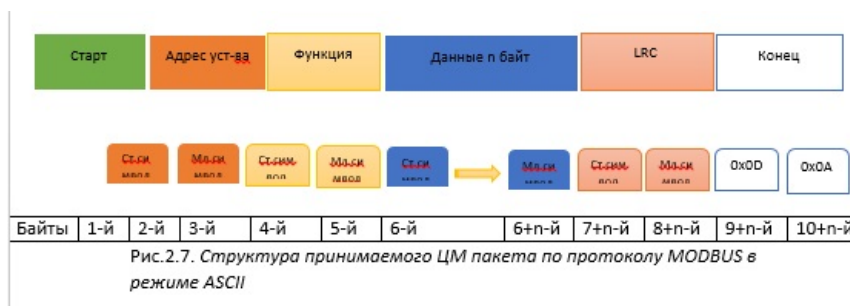 Старт Адрес уст-ва Функция Данные n байт LRC Конец
Ст.си мвол Мл.си мвол Ст.сим вол Мл.си мвол Ст.си мвол Мл.си мвол Ст.сим вол Мл.си мвол 0x0D 0x0A
Байты 1-й 2-й 3-й 4-й 5-й 6-й 6+n-й 7+n-й 8+n-й 9+n-й 10+n-й
Рис.2.7. Структура принимаемого ЦМ пакета по протоколу MODBUS в
режиме ASCII